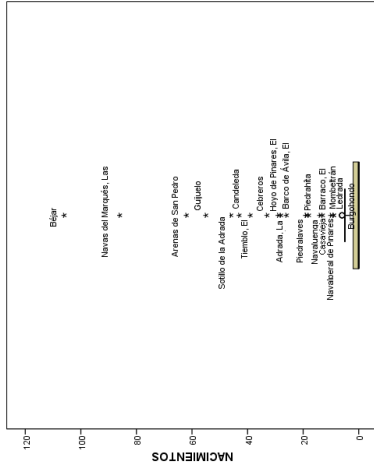 Béjar
Navas del Marqués, Las
Arenas de San Pedro
Guijuelo
Sotillo de la Adrada
Candeleda
Tiemblo, El
Cebreros
Hoyo de Pinares, El
Adrada, La
Barco de Ávila, El
Piedralaves
Piedrahíta
Navaluenga
Barraco, El
Casavieja
Mombeltrán
Navalperal de Pinares
Ledrada
Burgohondo
120
100
80
60
40
20
0
NACIMIENTOS